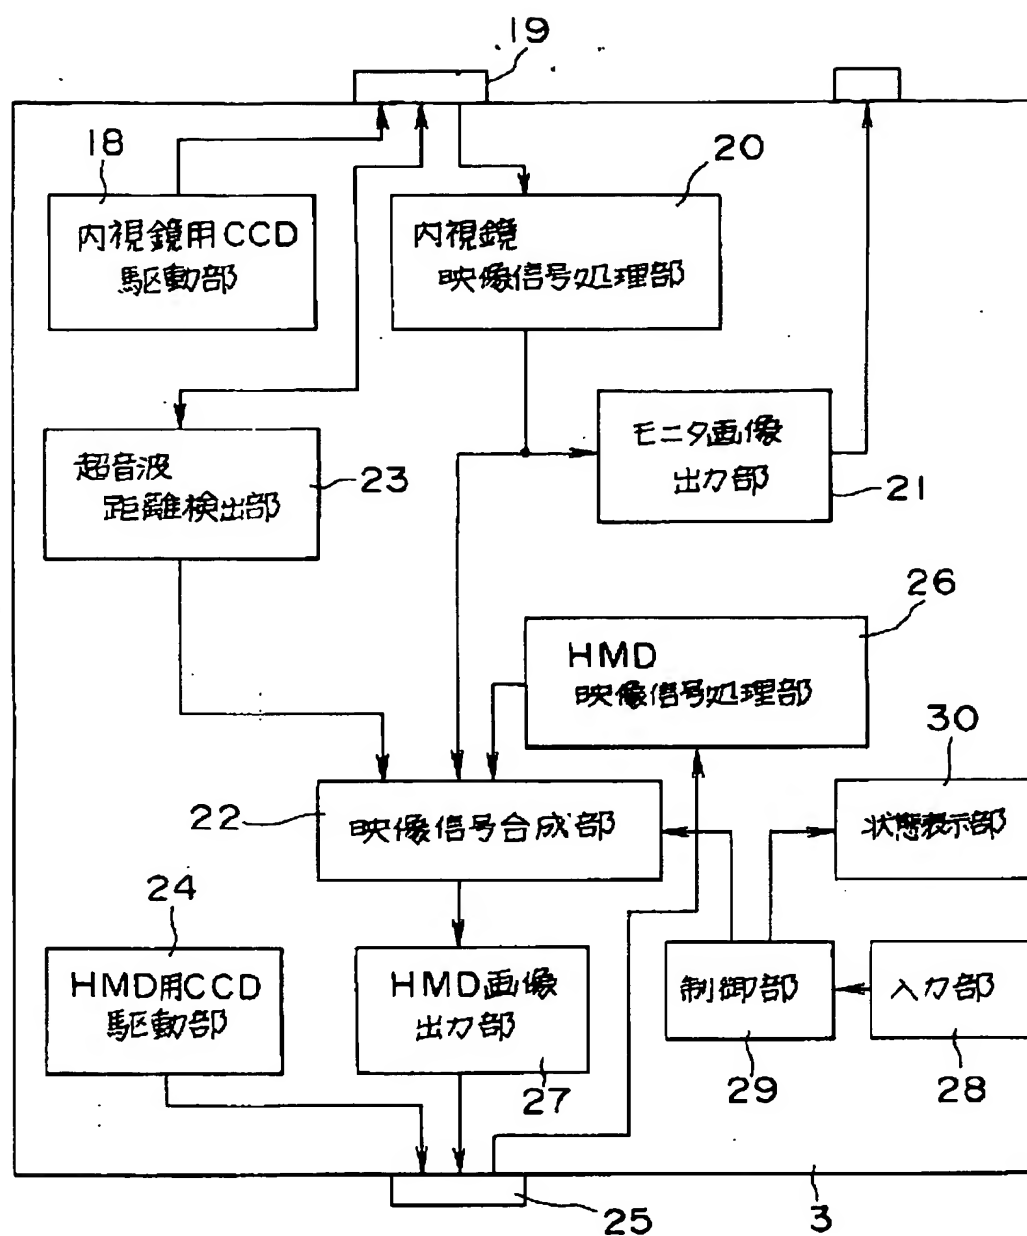 19
18
20
内視鏡用CCD
駆動部
内視鏡
映像信号処理部
超音波
距離検出部
23
モニタ画像
出力部
21
26
HMD
映像信号処理部
30
22
映像信号合成部
状態表示部
24
HMD用CCD
駆動部
HMD画像
出力部
制御部
入力部
27
29
28
25
3